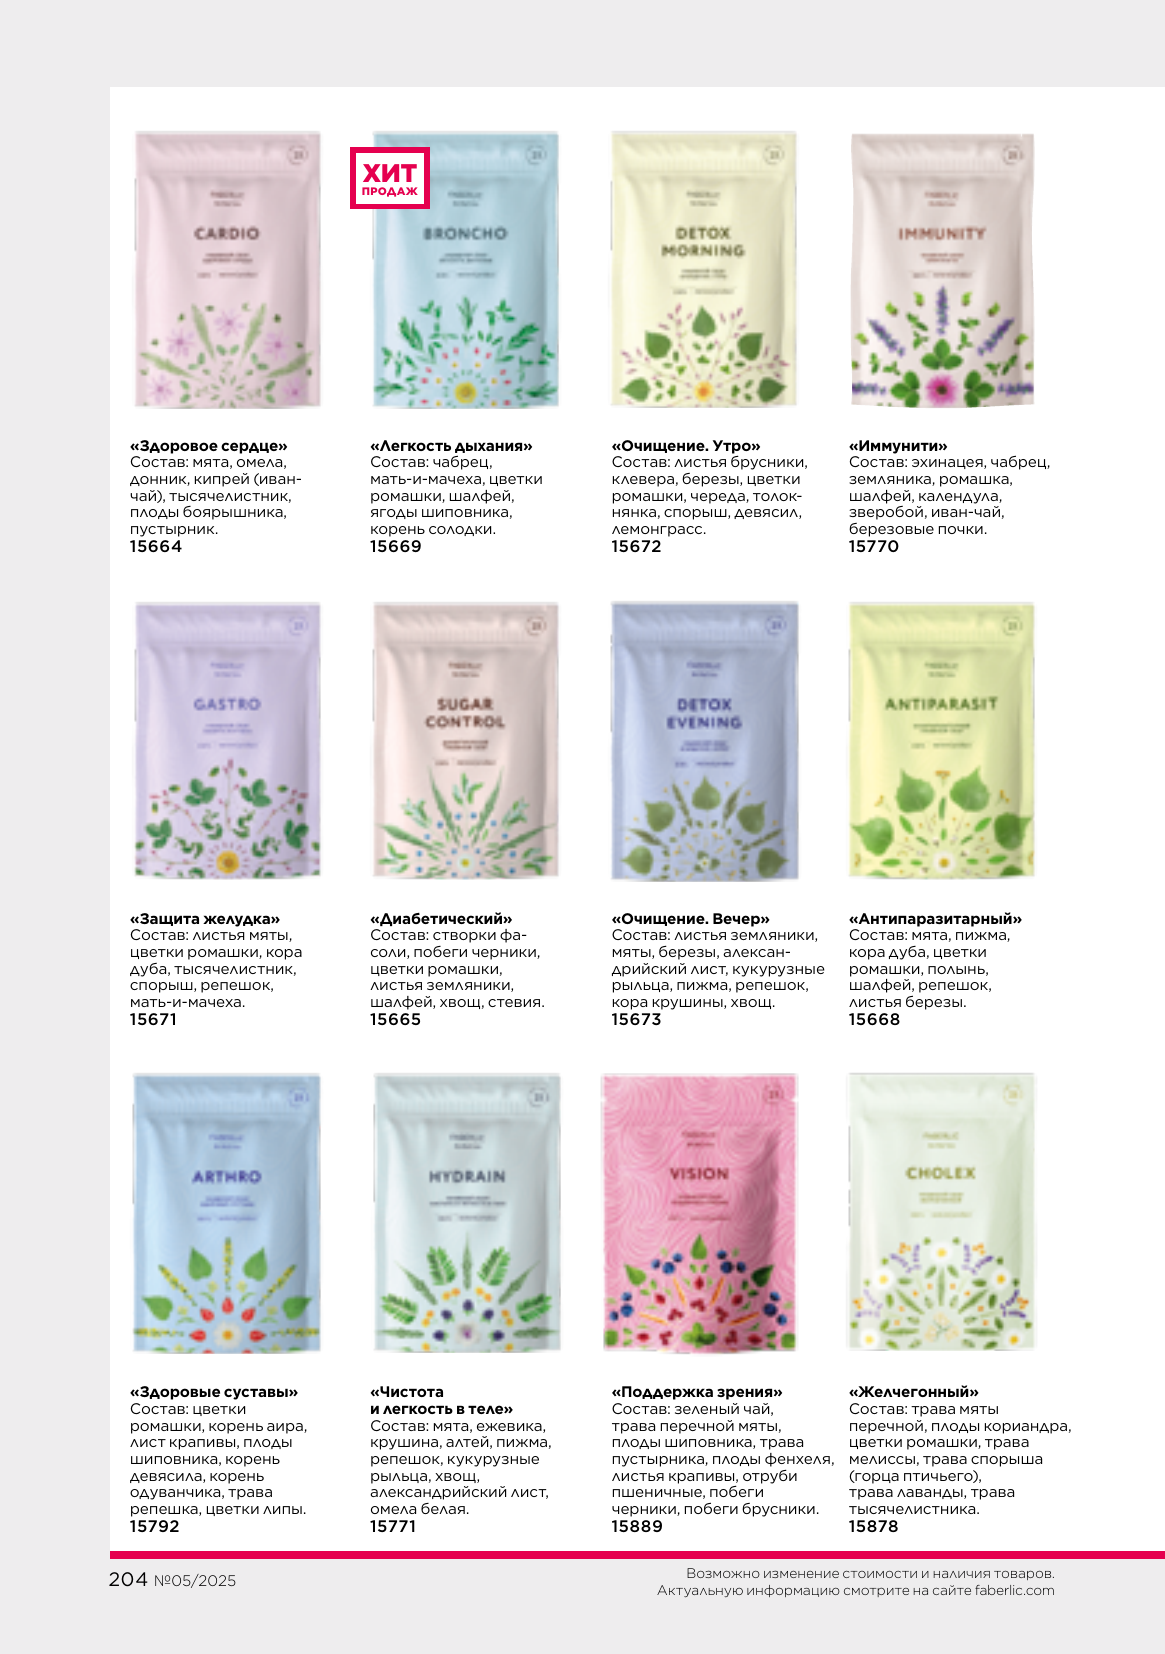 ХИТ
ПРОДАЖ
CARDIO
BRONCHO
DETOX
MORNING
IMMUNITY
«Здоровое сердце»
Состав: мята, омела,
донник, кипрей (иван-
чай), тысячелистник,
плоды боярышника,
пустырник.
15664
«Легкость дыхания»
Состав: чабрец,
мать-и-мачеха, цветки
ромашки, шалфей,
ягоды шиповника,
корень солодки.
15669
«Очищение. Утро»
Состав: листья брусники,
клевера, березы, цветки
ромашки, череда, толок-
нянка, спорыш, девясил,
лемонграсс.
15672
«Иммунити»
Состав: эхинацея, чабрец,
земляника, ромашка,
шалфей, календула,
зверобой, иван-чай,
березовые почки.
15770
GASTRO
SUGAR
CONTROL
DETOX
EVENING
ANTIPARASIT
«Защита желудка»
Состав: листья мяты,
цветки ромашки, кора
дуба, тысячелистник,
спорыш, репешок,
мать-и-мачеха.
15671
«Диабетический»
Состав: створки фа-
соли, побеги черники,
цветки ромашки,
листья земляники,
шалфей, хвощ, стевия.
15665
«Очищение. Вечер»
Состав: листья земляники,
мяты, березы, алексан-
дрийский лист, кукурузные
рыльца, пижма, репешок,
кора крушины, хвощ.
15673
«Антипаразитарный»
Состав: мята, пижма,
кора дуба, цветки
ромашки, полынь,
шалфей, репешок,
листья березы.
15668
ARTHRO
FABERLIC
HYDRAIN
VISION
FABERLIC
CHOLEX
«Здоровые суставы»
Состав: цветки
ромашки, корень аира,
лист крапивы, плоды
шиповника, корень
девясила, корень
одуванчика, трава
репешка, цветки липы.
15792
«Чистота
и легкость в теле»
Состав: мята, ежевика,
крушина, алтей, пижма,
репешок, кукурузные
рыльца, хвощ,
александрийский лист,
омела белая.
15771
«Поддержка зрения»
Состав: зеленый чай,
трава перечной мяты,
плоды шиповника, трава
пустырника, плоды фенхеля,
листья крапивы, отруби
пшеничные, побеги
черники, побеги брусники.
15889
«Желчегонный»
Состав: трава мяты
перечной, плоды кориандра,
цветки ромашки, трава
мелиссы, трава спорыша
(горца птичьего),
трава лаванды, трава
тысячелистника.
15878
204 №05/2025
Возможно изменение стоимости и наличия товаров.
Актуальную информацию смотрите на сайте faberlic.com